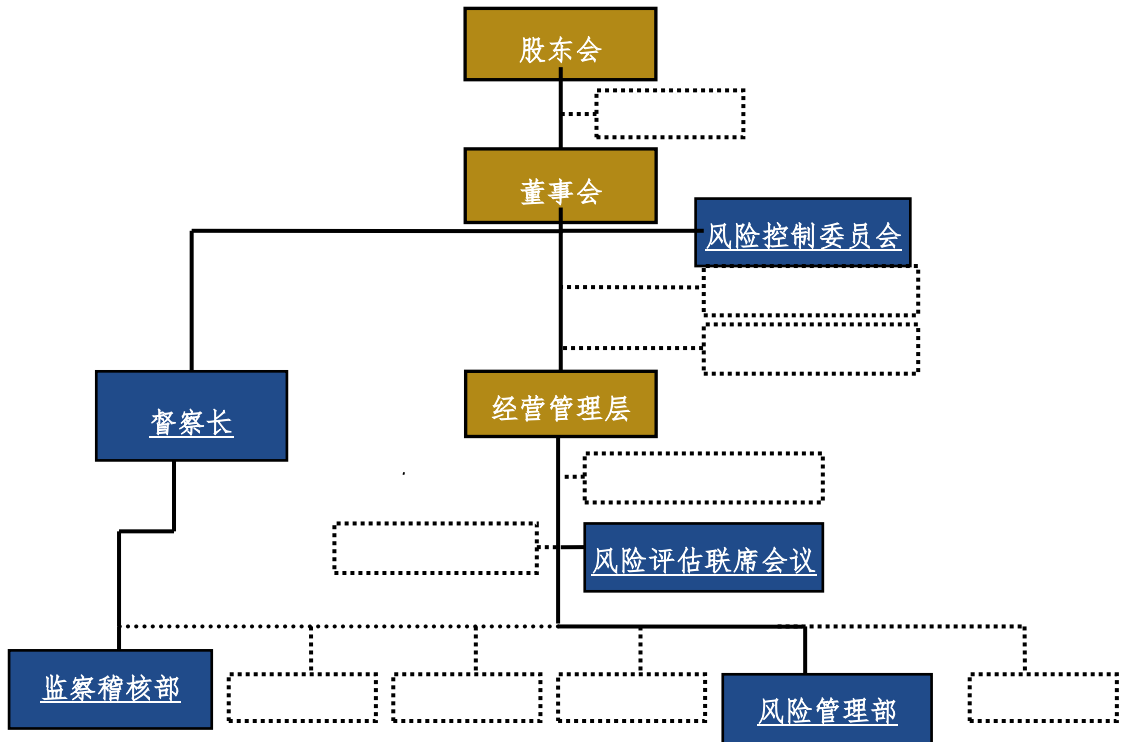 股东会
董事会
风险控制委员会
督察长
经营管理层
风险评估联席会议
监察稽核部
风险管理部